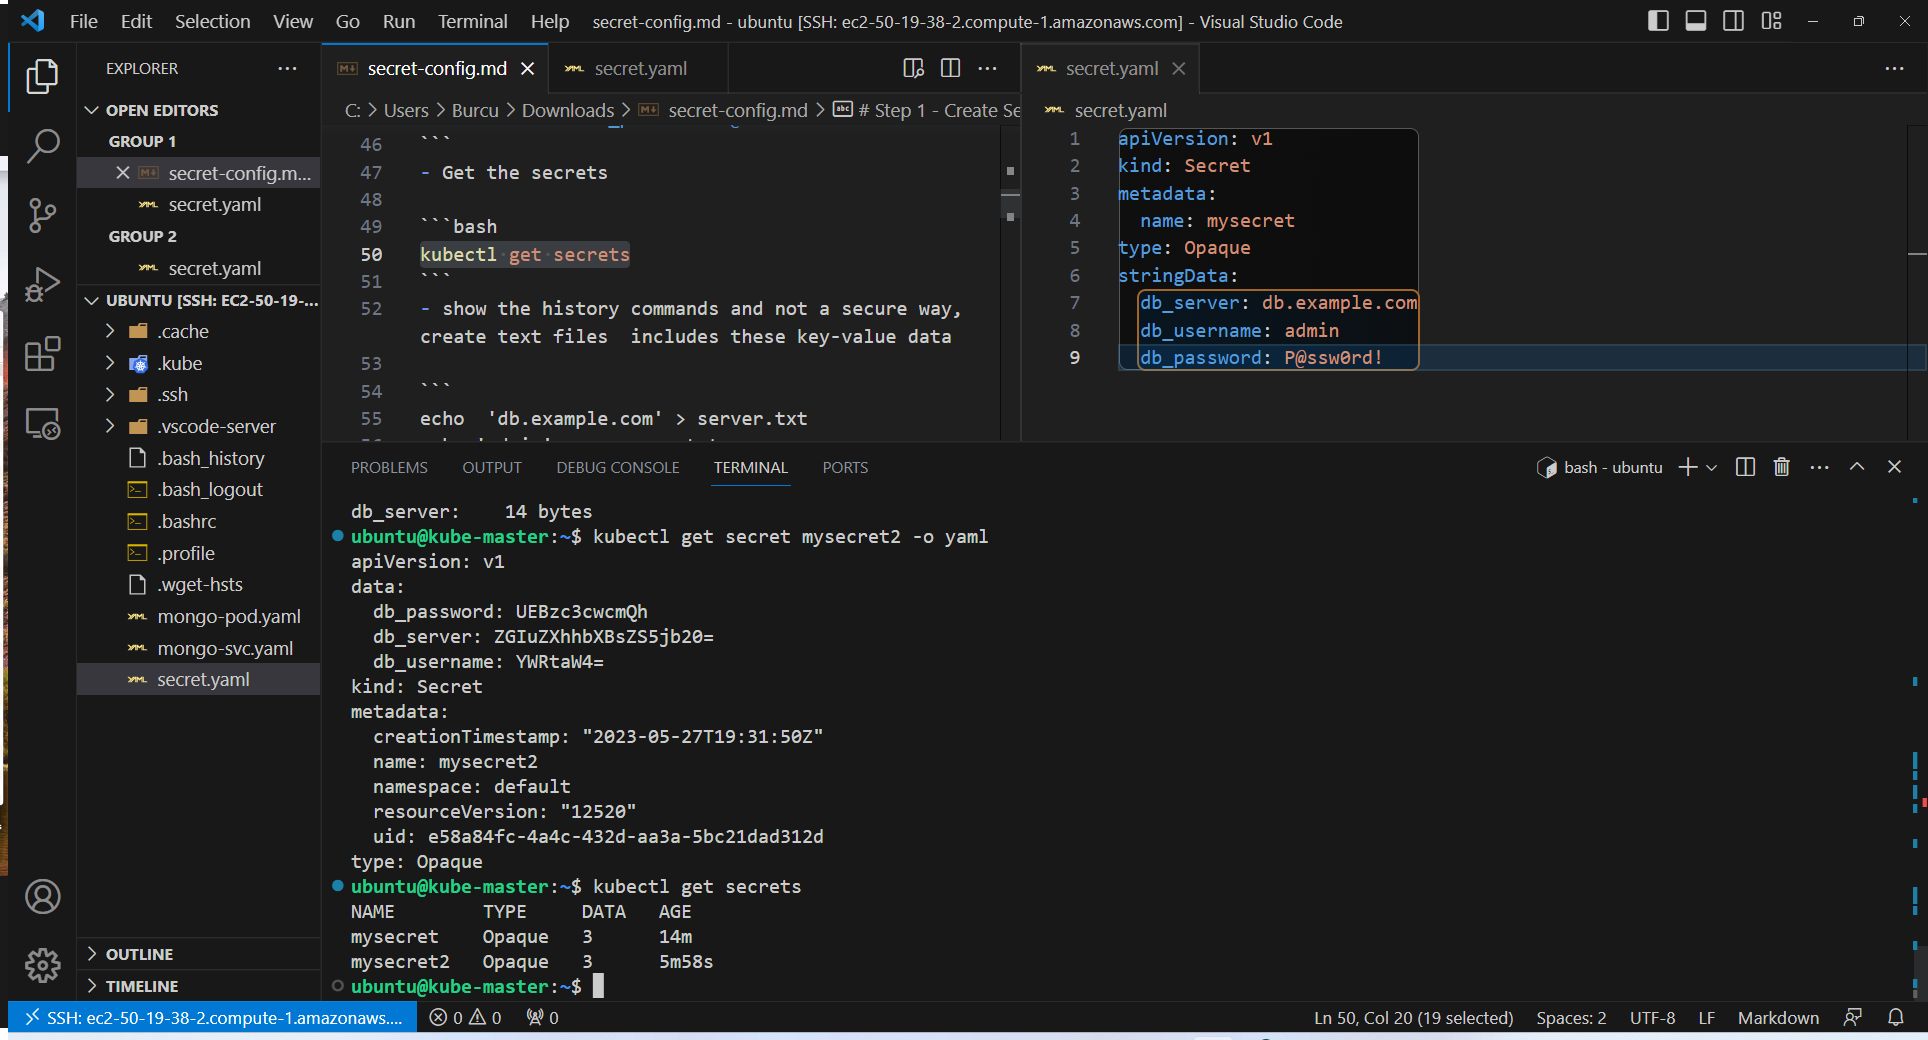 File Edit Selection View Go Run Terminal Help secret-config.md - ubuntu [SSH: ec2-50-19-38-2.compute-1.amazonaws.com] - Visual Studio Code
EXPLORER
OPEN EDITORS
GROUP 1
secret-config.m...
secret.yaml
GROUP 2
secret.yaml
UBUNTU [SSH: EC2-50-19-...
.cache
.kube
.ssh
.vscode-server
.bash_history
.bash_logout
.bashrc
.profile
.wget-hsts
mongo-pod.yaml
mongo-svc.yaml
secret.yaml
OUTLINE
TIMELINE
secret-config.md secret.yaml
C: > Users > Burcu > Downloads > secret-config.md > # Step 1 - Create Se
46 ```
47 - Get the secrets
48
49 ```bash
50 kubectl get secrets
51 ```
52 - show the history commands and not a secure way,
create text files  includes these key-value data
53
54 ```
55 echo  'db.example.com' > server.txt
secret.yaml
secret.yaml
1 apiVersion: v1
2 kind: Secret
3 metadata:
4   name: mysecret
5 type: Opaque
6 stringData:
7   db_server: db.example.com
8   db_username: admin
9   db_password: P@ssw0rd!
PROBLEMS OUTPUT DEBUG CONSOLE TERMINAL PORTS
bash - ubuntu
db_server:    14 bytes
ubuntu@kube-master:~$ kubectl get secret mysecret2 -o yaml
apiVersion: v1
data:
  db_password: UEBzc3cwcmQh
  db_server: ZGIuZXhhbXBsZS5jb20=
  db_username: YWRtaW4=
kind: Secret
metadata:
  creationTimestamp: "2023-05-27T19:31:50Z"
  name: mysecret2
  namespace: default
  resourceVersion: "12520"
  uid: e58a84fc-4a4c-432d-aa3a-5bc21dad312d
type: Opaque
ubuntu@kube-master:~$ kubectl get secrets
NAME        TYPE     DATA   AGE
mysecret    Opaque   3      14m
mysecret2   Opaque   3      5m58s
ubuntu@kube-master:~$
SSH: ec2-50-19-38-2.compute-1.amazonaws.... 0 0 0 Ln 50, Col 20 (19 selected) Spaces: 2 UTF-8 LF Markdown